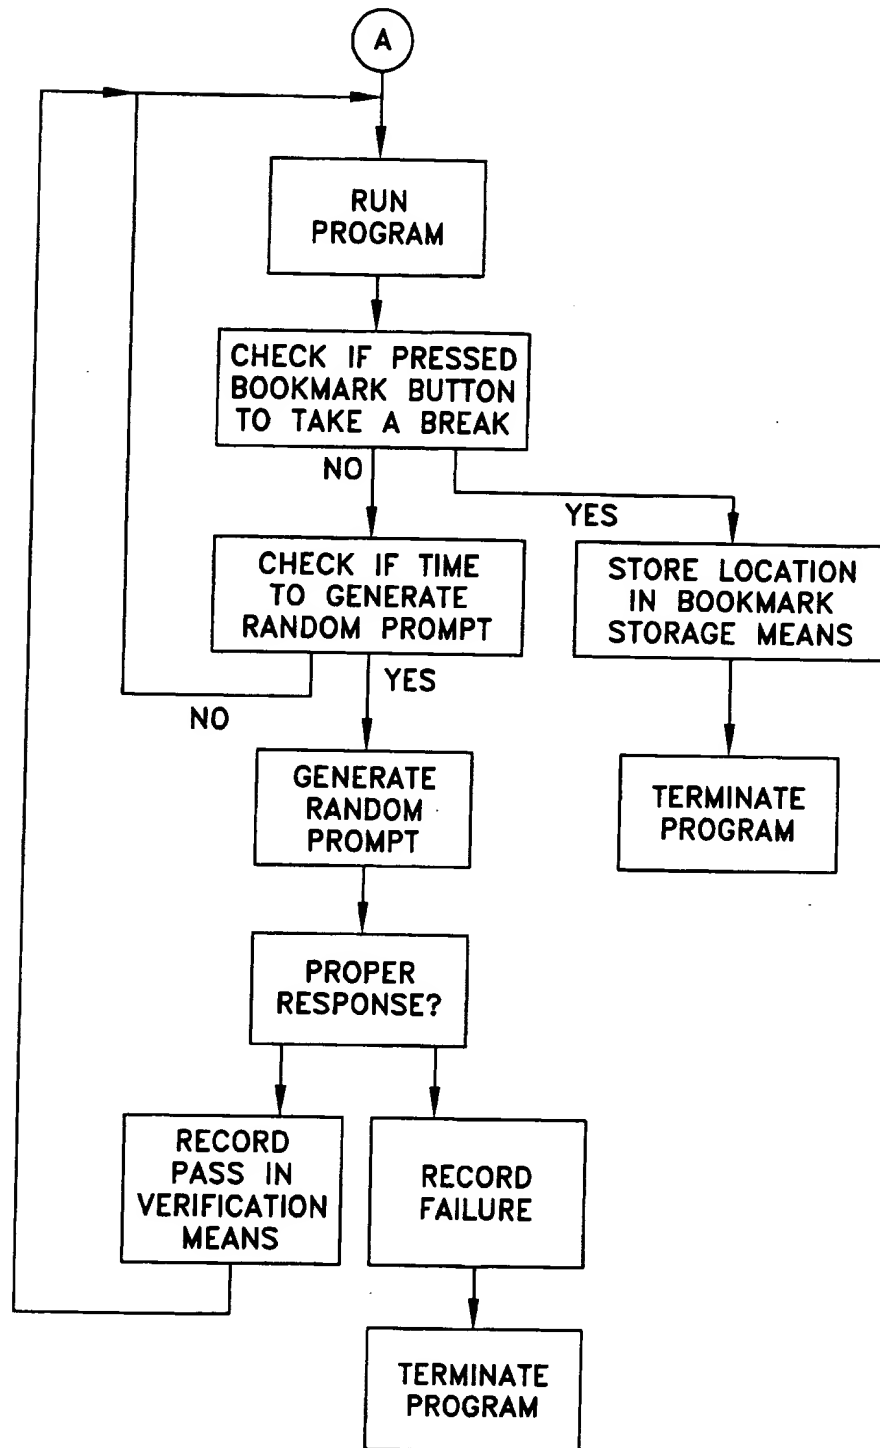 A
RUN
PROGRAM
CHECK IF PRESSED
BOOKMARK BUTTON
TO TAKE A BREAK
NO
YES
CHECK IF TIME
TO GENERATE
RANDOM PROMPT
STORE LOCATION
IN BOOKMARK
STORAGE MEANS
NO
YES
GENERATE
RANDOM
PROMPT
TERMINATE
PROGRAM
PROPER
RESPONSE?
RECORD
PASS IN
VERIFICATION
MEANS
RECORD
FAILURE
TERMINATE
PROGRAM